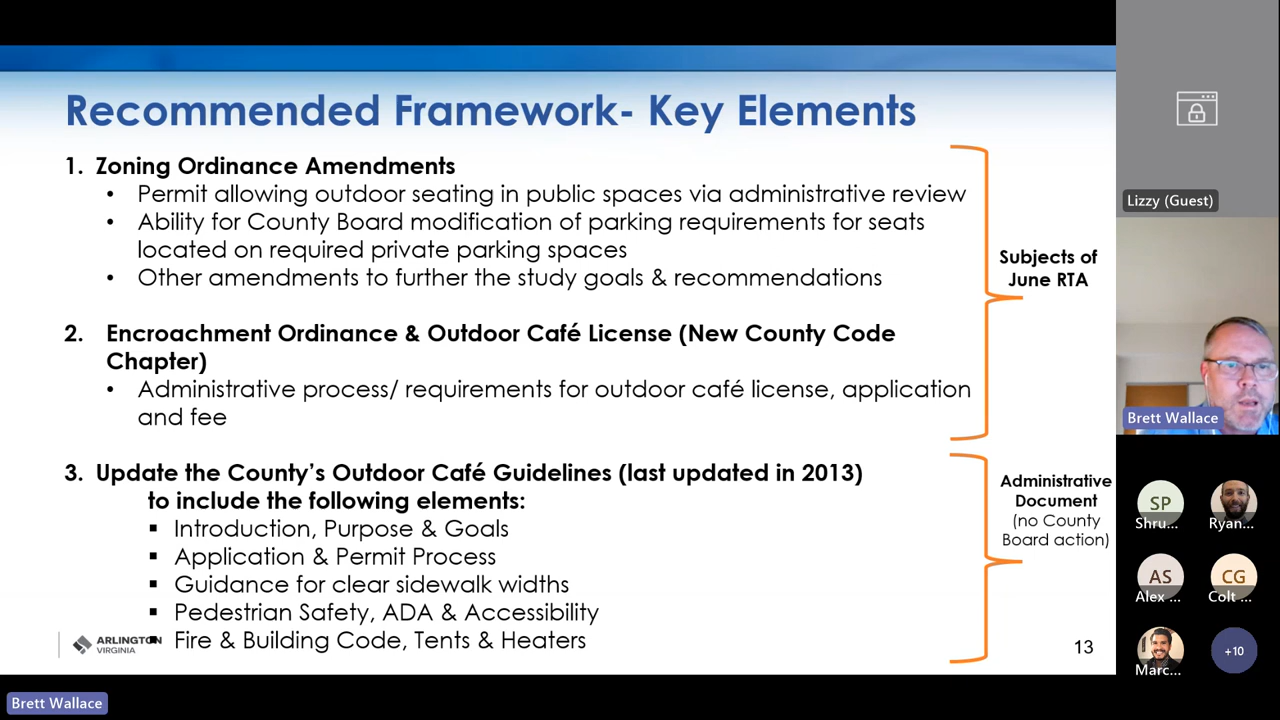 Recommended Framework- Key Elements
1. Zoning Ordinance Amendments
• Permit allowing outdoor seating in public spaces via administrative review
• Ability for County Board modification of parking requirements for seats
located on required private parking spaces
• Other amendments to further the study goals & recommendations
Subjects of
June RTA
2. Encroachment Ordinance & Outdoor Café License (New County Code
Chapter)
• Administrative process/ requirements for outdoor café license, application
and fee
3. Update the County's Outdoor Café Guidelines (last updated in 2013)
to include the following elements:
▪ Introduction, Purpose & Goals
▪ Application & Permit Process
▪ Guidance for clear sidewalk widths
▪ Pedestrian Safety, ADA & Accessibility
▪ Fire & Building Code, Tents & Heaters
Administrative
Document
(no County
Board action)
ARLINGTON
VIRGINIA
13
Lizzy (Guest)
Brett Wallace
SP
Shru...
Ryan...
AS
Alex ...
CG
Colt ...
Marc...
+10
Brett Wallace